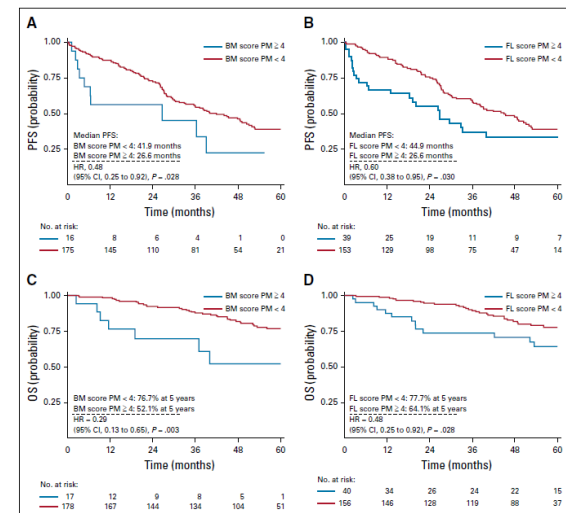 A
1.00
0.75
0.50
0.25
PFS (probability)
BM score PM ≥ 4
BM score PM < 4
Median PFS:
BM score PM < 4: 41.9 months
BM score PM ≥ 4: 26.6 months
HR, 0.48
(95% CI, 0.25 to 0.92), P = .028
0 12 24 36 48 60
Time (months)
No. at risk:
16 8 6 4 1 0
175 145 110 81 54 21
B
1.00
0.75
0.50
0.25
PFS (probability)
FL score PM ≥ 4
FL score PM < 4
Median PFS:
FL score PM < 4: 44.9 months
FL score PM ≥ 4: 26.6 months
HR, 0.60
(95% CI, 0.38 to 0.95), P = .030
0 12 24 36 48 60
Time (months)
No. at risk:
39 25 19 11 9 7
153 129 98 75 47 14
C
1.00
0.75
0.50
0.25
OS (probability)
BM score PM ≥ 4
BM score PM < 4
BM score PM < 4: 76.7% at 5 years
BM score PM ≥ 4: 52.1% at 5 years
HR = 0.29
(95% CI, 0.13 to 0.65), P = .003
0 12 24 36 48 60
Time (months)
No. at risk:
17 12 9 8 5 1
178 167 144 134 104 51
D
1.00
0.75
0.50
0.25
OS (probability)
FL score PM ≥ 4
FL score PM < 4
FL score PM < 4: 77.7% at 5 years
FL score PM ≥ 4: 64.1% at 5 years
HR = 0.48
(95% CI, 0.25 to 0.92), P = .028
0 12 24 36 48 60
Time (months)
No. at risk:
40 34 26 24 22 15
156 146 128 119 88 37